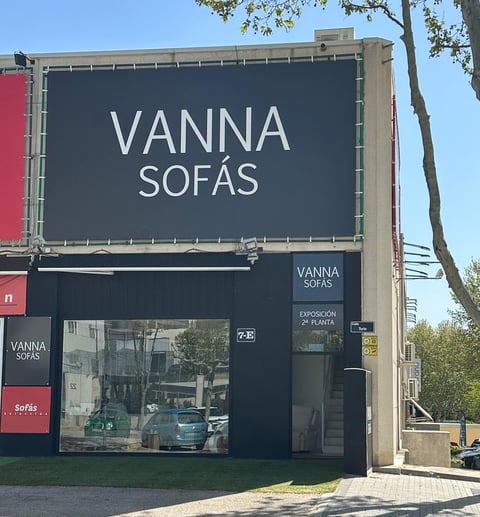 VANNA
SOFÁS
VANNA
SOFÁS
EXPOSICIÓN
2ª PLANTA
7-E
n
VANNA
SOFÁS
Sofás